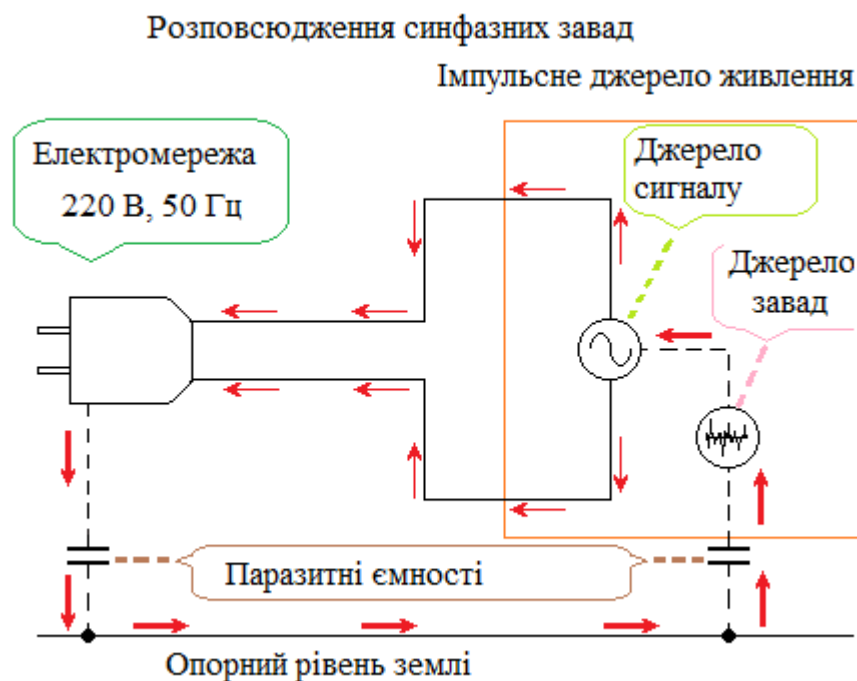 Розповсюдження синфазних завад
Імпульсне джерело живлення
Електромережа
220 В, 50 Гц
Джерело
сигналу
Джерело
завад
Паразитні ємності
Опорний рівень землі